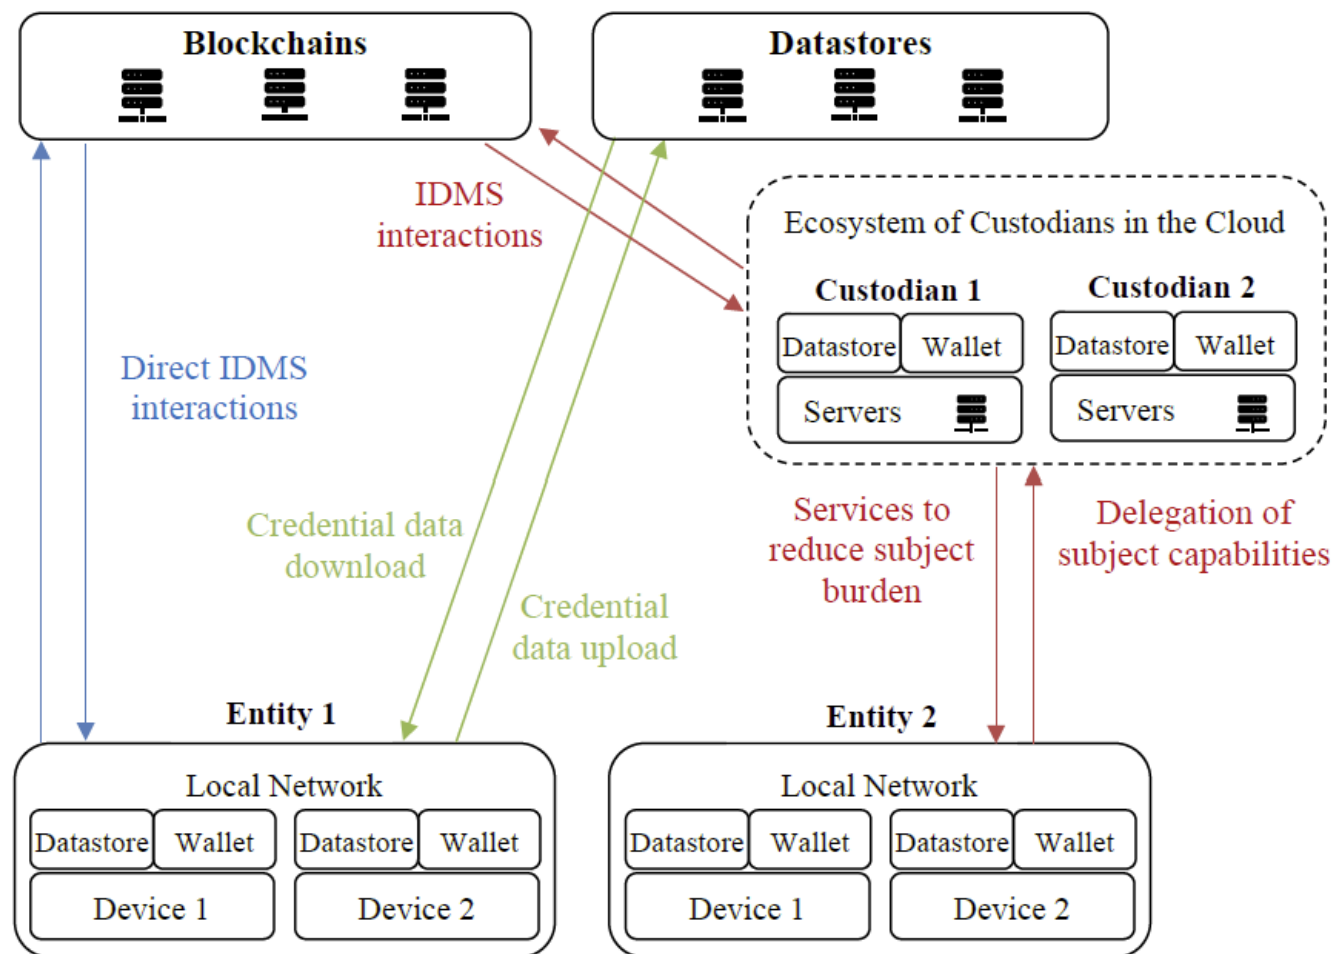 Blockchains
Datastores
IDMS
interactions
Ecosystem of Custodians in the Cloud
Custodian 1
Custodian 2
Datastore
Wallet
Datastore
Wallet
Servers
Servers
Direct IDMS
interactions
Credential data
download
Credential
data upload
Services to
reduce subject
burden
Delegation of
subject capabilities
Entity 1
Entity 2
Local Network
Datastore
Wallet
Datastore
Wallet
Device 1
Device 2
Local Network
Datastore
Wallet
Datastore
Wallet
Device 1
Device 2